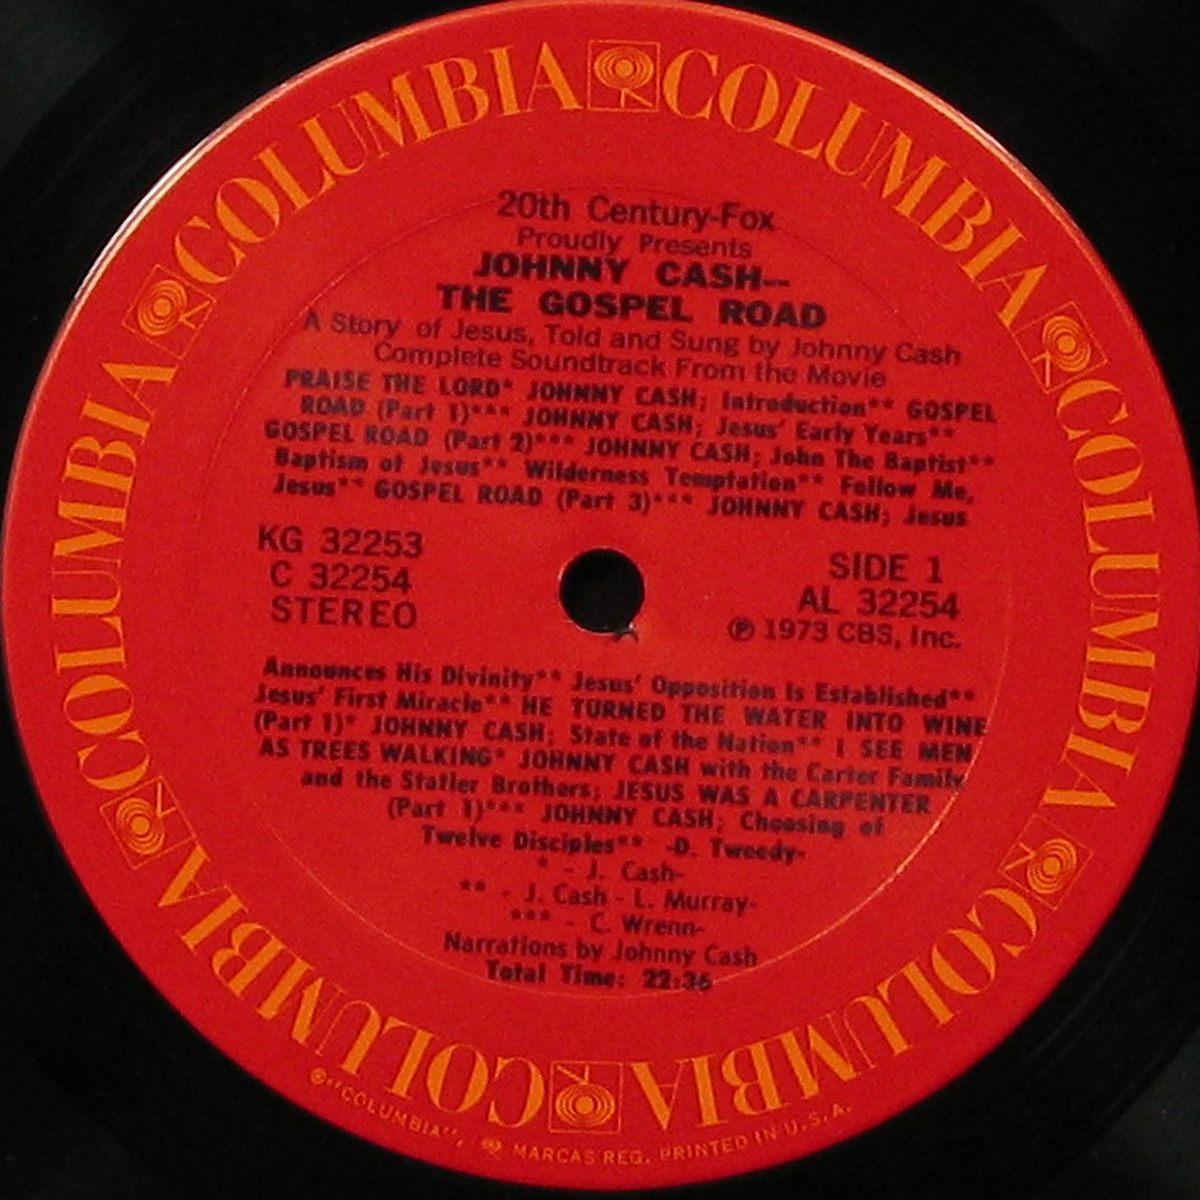 COLUMBIA COLUMBIA COLUMBIA COLUMBIA COLUMBIA COLUMBIA COLUMBIA COLUMBIA
20th Century-Fox
Proudly Presents
JOHNNY CASH--
THE GOSPEL ROAD
A Story of Jesus, Told and Sung by Johnny Cash
Complete Soundtrack From the Movie
PRAISE THE LORD* JOHNNY CASH; Introduction** GOSPEL
ROAD (Part 1)*** JOHNNY CASH; Jesus' Early Years**
GOSPEL ROAD (Part 2)*** JOHNNY CASH; John The Baptist**
Baptism of Jesus** Wilderness Temptation** Follow Me,
Jesus** GOSPEL ROAD (Part 3)*** JOHNNY CASH; Jesus
KG 32253
C 32254
STEREO
SIDE 1
AL 32254
℗ 1973 CBS, Inc.
Announces His Divinity** Jesus' Opposition Is Established**
Jesus' First Miracle** HE TURNED THE WATER INTO WINE
(Part 1)* JOHNNY CASH; State of the Nation** I SEE MEN
AS TREES WALKING* JOHNNY CASH with the Carter Family
and the Statler Brothers; JESUS WAS A CARPENTER
(Part 1)*** JOHNNY CASH; Choosing of
Twelve Disciples** -D. Tweedy-
* - J. Cash-
** - J. Cash - L. Murray-
*** - C. Wrenn-
Narrations by Johnny Cash
Total Time: 22:36
® "COLUMBIA", MARCAS REG. PRINTED IN U.S.A.